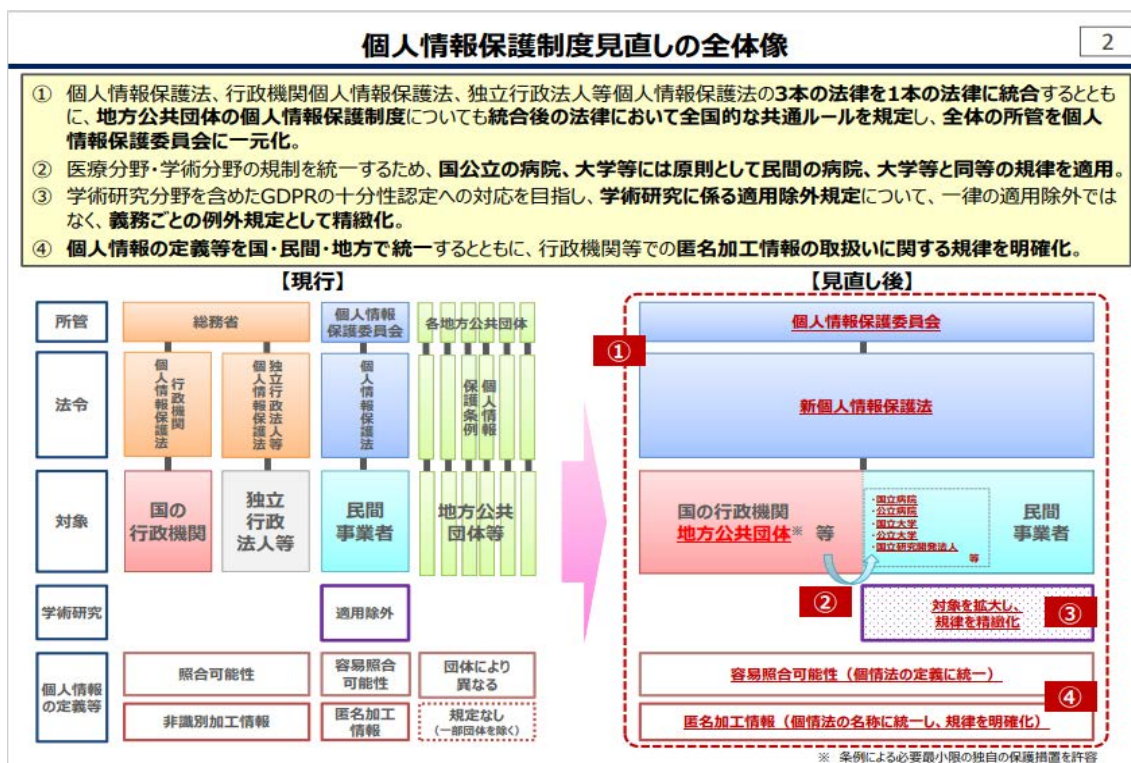 個人情報保護制度見直しの全体像
2
① 個人情報保護法、行政機関個人情報保護法、独立行政法人等個人情報保護法の3本の法律を1本の法律に統合するととも
に、地方公共団体の個人情報保護制度についても統合後の法律において全国的な共通ルールを規定し、全体の所管を個人
情報保護委員会に一元化。
② 医療分野・学術分野の規制を統一するため、国公立の病院、大学等には原則として民間の病院、大学等と同等の規律を適用。
③ 学術研究分野を含めたGDPRの十分性認定への対応を目指し、学術研究に係る適用除外規定について、一律の適用除外では
なく、義務ごとの例外規定として精緻化。
④ 個人情報の定義等を国・民間・地方で統一するとともに、行政機関等での匿名加工情報の取扱いに関する規律を明確化。
【現行】
所管
総務省
個人情報
保護委員会
各地方公共団体
法令
行政機関
個人情報保護法
独立行政法人等
個人情報保護法
個人情報保護法
個人情報
保護条例
対象
国の
行政機関
独立
行政
法人等
民間
事業者
地方公共
団体等
学術研究
適用除外
個人情報
の定義等
照合可能性
容易照合
可能性
団体により
異なる
非識別加工情報
匿名加工
情報
規定なし
(一部団体を除く)
【見直し後】
①
個人情報保護委員会
新個人情報保護法
国の行政機関
地方公共団体※ 等
・国立病院
・公立病院
・国立大学
・公立大学
・国立研究開発法人
等
民間
事業者
②
対象を拡大し、
規律を精緻化
③
容易照合可能性（個情法の定義に統一）
④
匿名加工情報（個情法の名称に統一し、規律を明確化）
※ 条例による必要最小限の独自の保護措置を許容